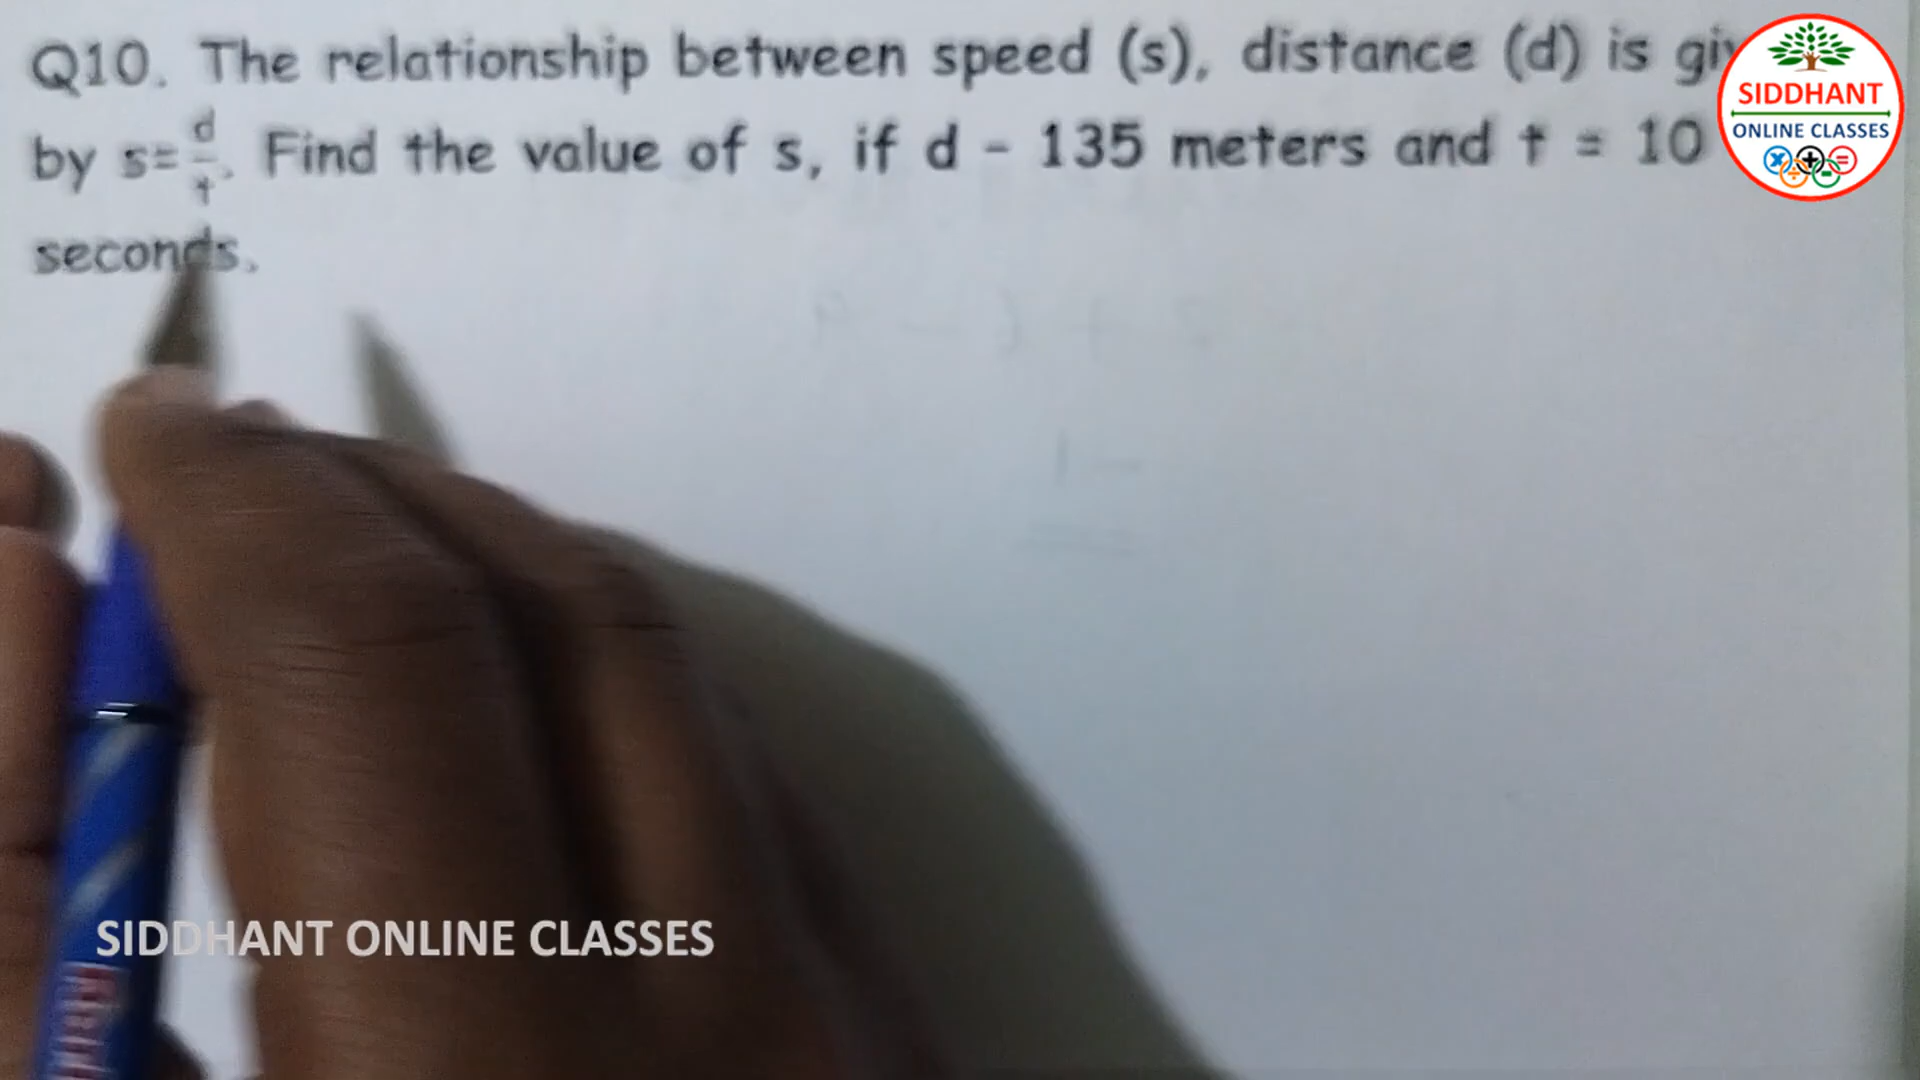 Q10. The relationship between speed (s), distance (d) is
by s=d/t. Find the value of s, if d - 135 meters and t = 10
seconds.
SIDDHANT
ONLINE CLASSES
SIDDHANT ONLINE CLASSES